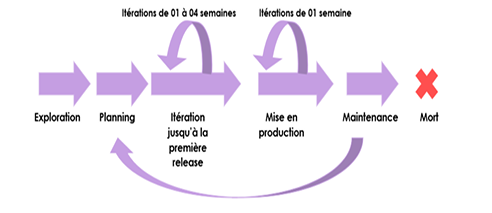 Itérations de 01 à 04 semaines
Itérations de 01 semaine
Exploration
Planning
Itération
jusqu'à la
première
release
Mise en
production
Maintenance
Mort